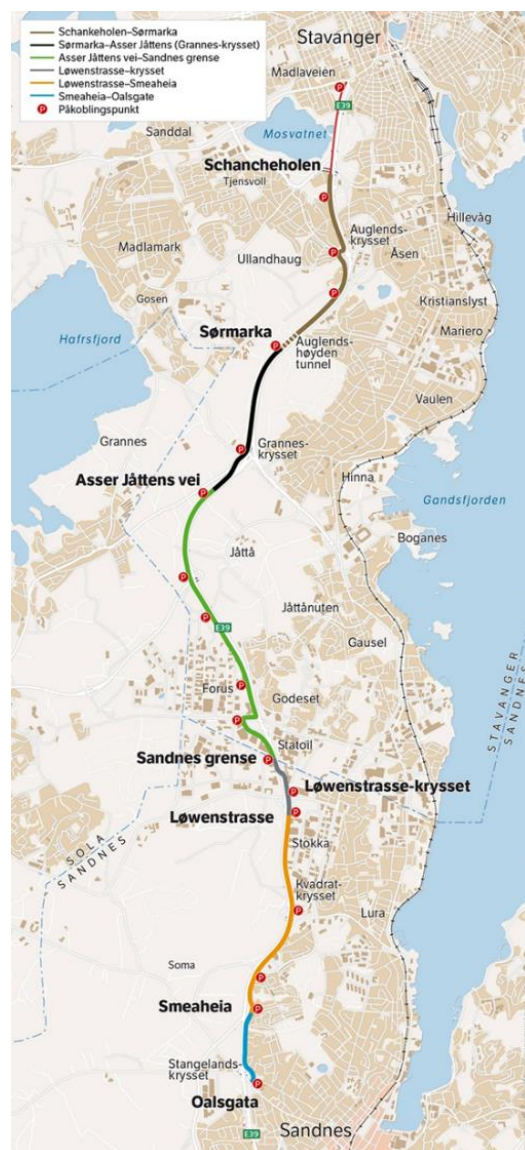 Schankeholen–Sørmarka
Sørmarka–Asser Jåttens (Grannes-krysset)
Asser Jåttens vei–Sandnes grense
Løwenstrasse–krysset
Løwenstrasse–Smeaheia
Smeaheia–Oalsgate
P Påkoblingspunkt
Stavanger
Madlaveien
P
E39
Sanddal
Mosvatnet
Schancheholen
Tjensvoll
P
Hillevåg
Auglends-
krysset
Madlamark
Ullandhaug
P
Åsen
Gosen
P
Kristianslyst
Sørmarka
P
Mariero
Hafrsfjord
Auglends-
høyden
tunnel
Vaulen
Grannes
P
Grannes-
krysset
Asser Jåttens vei
P
Hinna
Gandsfjorden
Boganes
Jåttå
P
Jåttånuten
P
E39
Gausel
STAVANGER
SANDNES
Forus
P
Godeset
P
Statoil
Sandnes grense
P
Løwenstrasse-krysset
P
Løwenstrasse
P
SOLA
SANDNES
Stokka
Kvadrat-
krysset
P
Lura
Soma
P
Smeaheia
P
Stangelands-
krysset
P
Oalsgata
E39
Sandnes